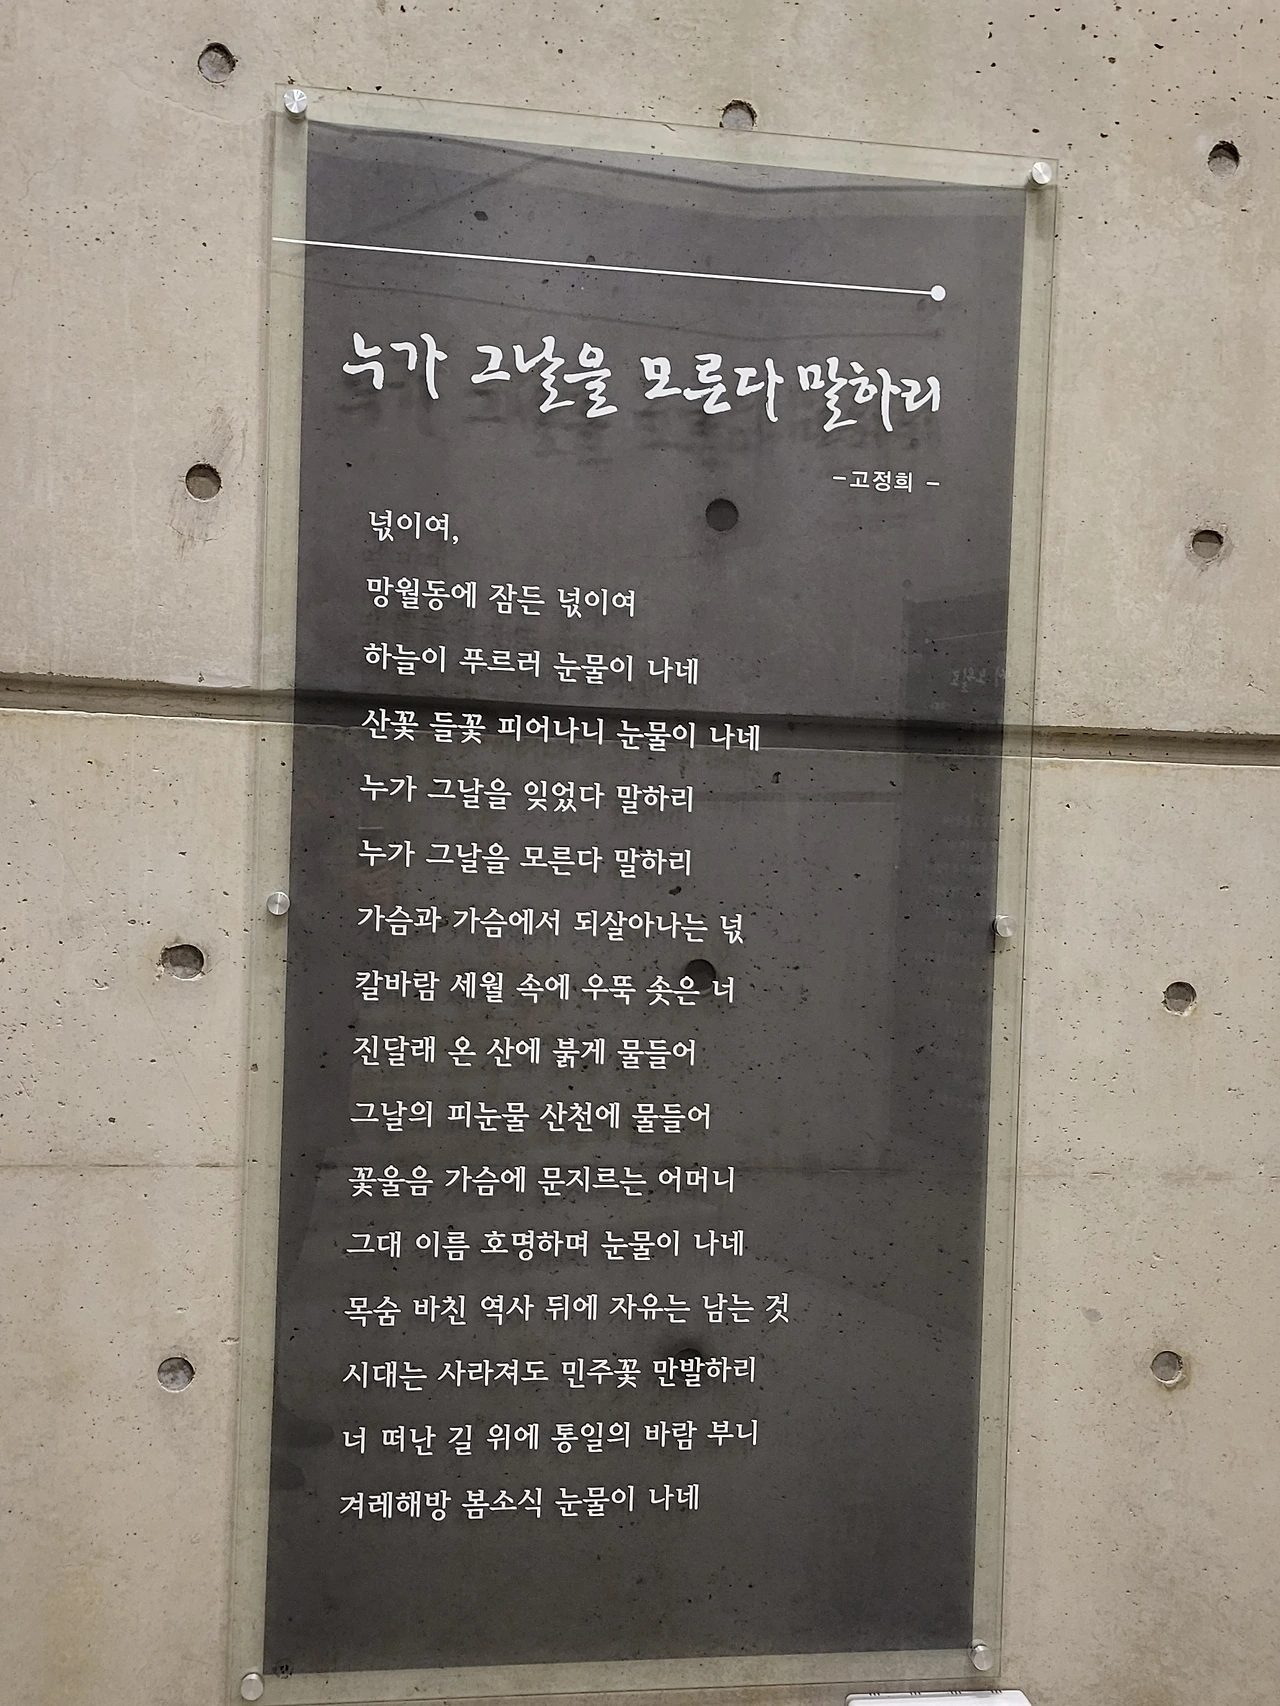 누가 그날을 모른다 말하리
-고정희 -
넋이여,
망월동에 잠든 넋이여
하늘이 푸르러 눈물이 나네
산꽃 들꽃 피어나니 눈물이 나네
누가 그날을 잊었다 말하리
누가 그날을 모른다 말하리
가슴과 가슴에서 되살아나는 넋
칼바람 세월 속에 우뚝 솟은 너
진달래 온 산에 붉게 물들어
그날의 피눈물 산천에 물들어
꽃울음 가슴에 문지르는 어머니
그대 이름 호명하며 눈물이 나네
목숨 바친 역사 뒤에 자유는 남는 것
시대는 사라져도 민주꽃 만발하리
너 떠난 길 위에 통일의 바람 부니
겨레해방 봄소식 눈물이 나네